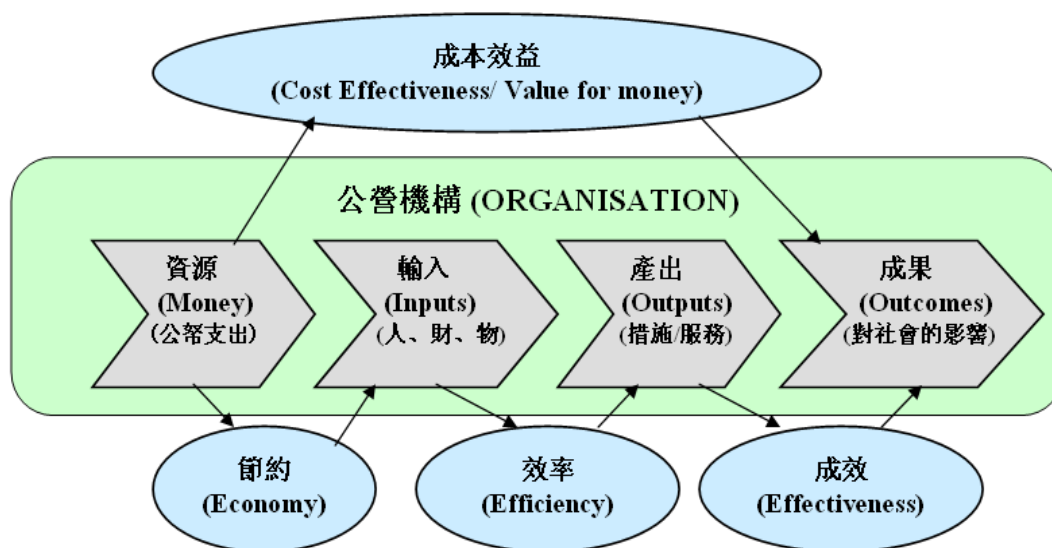 成本效益
(Cost Effectiveness/ Value for money)
公營機構 (ORGANISATION)
資源
(Money)
(公帑支出)
輸入
(Inputs)
(人、財、物)
產出
(Outputs)
(措施/服務)
成果
(Outcomes)
(對社會的影響)
節約
(Economy)
效率
(Efficiency)
成效
(Effectiveness)